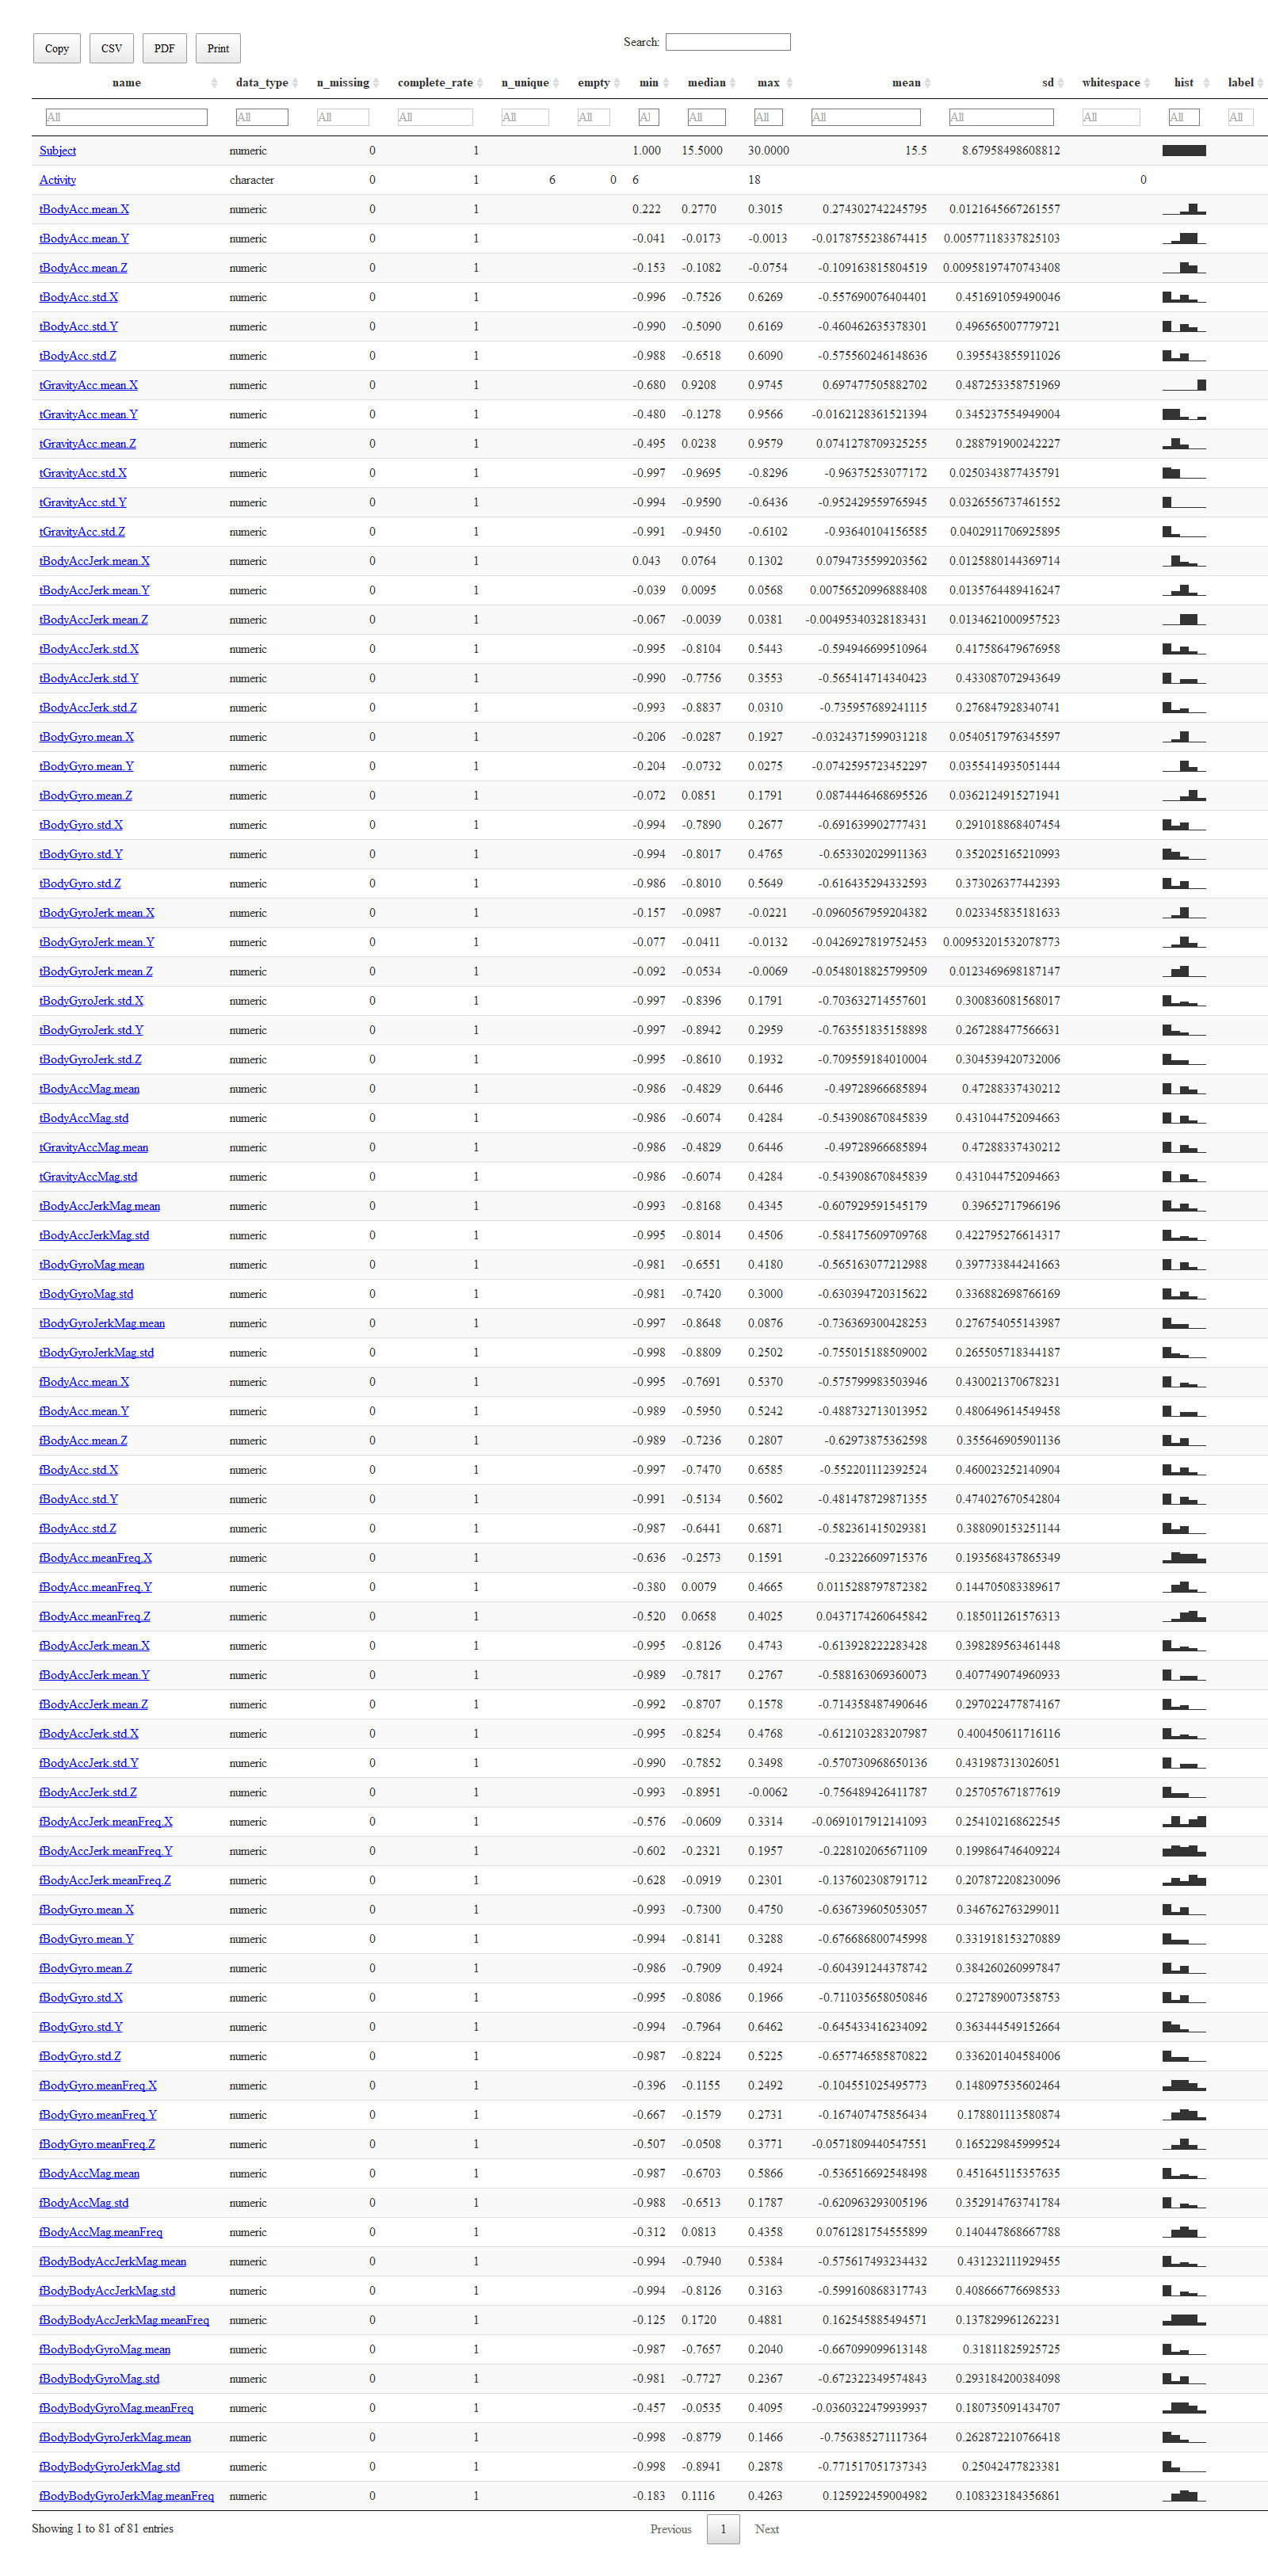 Copy CSV PDF Print Search:
name data_type n_missing complete_rate n_unique empty min median max mean sd whitespace hist label
All All All All All All Al All All All All All All All
Subject numeric 0 1 1.000 15.5000 30.0000 15.5 8.67958498608812
Activity character 0 1 6 0 6 18 0
tBodyAcc.mean.X numeric 0 1 0.222 0.2770 0.3015 0.274302742245795 0.0121645667261557
tBodyAcc.mean.Y numeric 0 1 -0.041 -0.0173 -0.0013 -0.0178755238674415 0.00577118337825103
tBodyAcc.mean.Z numeric 0 1 -0.153 -0.1082 -0.0754 -0.109163815804519 0.00958197470743408
tBodyAcc.std.X numeric 0 1 -0.996 -0.7526 0.6269 -0.557690076404401 0.451691059490046
tBodyAcc.std.Y numeric 0 1 -0.990 -0.5090 0.6169 -0.460462635378301 0.496565007779721
tBodyAcc.std.Z numeric 0 1 -0.988 -0.6518 0.6090 -0.575560246148636 0.395543855911026
tGravityAcc.mean.X numeric 0 1 -0.680 0.9208 0.9745 0.697477505882702 0.487253358751969
tGravityAcc.mean.Y numeric 0 1 -0.480 -0.1278 0.9566 -0.0162128361521394 0.345237554949004
tGravityAcc.mean.Z numeric 0 1 -0.495 0.0238 0.9579 0.0741278709325255 0.288791900242227
tGravityAcc.std.X numeric 0 1 -0.997 -0.9695 -0.8296 -0.96375253077172 0.0250343877435791
tGravityAcc.std.Y numeric 0 1 -0.994 -0.9590 -0.6436 -0.952429559765945 0.0326556737461552
tGravityAcc.std.Z numeric 0 1 -0.991 -0.9450 -0.6102 -0.93640104156585 0.0402911706925895
tBodyAccJerk.mean.X numeric 0 1 0.043 0.0764 0.1302 0.0794735599203562 0.0125880144369714
tBodyAccJerk.mean.Y numeric 0 1 -0.039 0.0095 0.0568 0.00756520996888408 0.0135764489416247
tBodyAccJerk.mean.Z numeric 0 1 -0.067 -0.0039 0.0381 -0.00495340328183431 0.0134621000957523
tBodyAccJerk.std.X numeric 0 1 -0.995 -0.8104 0.5443 -0.594946699510964 0.417586479676958
tBodyAccJerk.std.Y numeric 0 1 -0.990 -0.7756 0.3553 -0.565414714340423 0.433087072943649
tBodyAccJerk.std.Z numeric 0 1 -0.993 -0.8837 0.0310 -0.735957689241115 0.276847928340741
tBodyGyro.mean.X numeric 0 1 -0.206 -0.0287 0.1927 -0.0324371599031218 0.0540517976345597
tBodyGyro.mean.Y numeric 0 1 -0.204 -0.0732 0.0275 -0.0742595723452297 0.0355414935051444
tBodyGyro.mean.Z numeric 0 1 -0.072 0.0851 0.1791 0.0874446468695526 0.0362124915271941
tBodyGyro.std.X numeric 0 1 -0.994 -0.7890 0.2677 -0.691639902777431 0.291018868407454
tBodyGyro.std.Y numeric 0 1 -0.994 -0.8017 0.4765 -0.653302029911363 0.352025165210993
tBodyGyro.std.Z numeric 0 1 -0.986 -0.8010 0.5649 -0.616435294332593 0.373026377442393
tBodyGyroJerk.mean.X numeric 0 1 -0.157 -0.0987 -0.0221 -0.0960567959204382 0.023345835181633
tBodyGyroJerk.mean.Y numeric 0 1 -0.077 -0.0411 -0.0132 -0.0426927819752453 0.00953201532078773
tBodyGyroJerk.mean.Z numeric 0 1 -0.092 -0.0534 -0.0069 -0.0548018825799509 0.0123469698187147
tBodyGyroJerk.std.X numeric 0 1 -0.997 -0.8396 0.1791 -0.703632714557601 0.300836081568017
tBodyGyroJerk.std.Y numeric 0 1 -0.997 -0.8942 0.2959 -0.763551835158898 0.267288477566631
tBodyGyroJerk.std.Z numeric 0 1 -0.995 -0.8610 0.1932 -0.709559184010004 0.304539420732006
tBodyAccMag.mean numeric 0 1 -0.986 -0.4829 0.6446 -0.49728966685894 0.47288337430212
tBodyAccMag.std numeric 0 1 -0.986 -0.6074 0.4284 -0.543908670845839 0.431044752094663
tGravityAccMag.mean numeric 0 1 -0.986 -0.4829 0.6446 -0.49728966685894 0.47288337430212
tGravityAccMag.std numeric 0 1 -0.986 -0.6074 0.4284 -0.543908670845839 0.431044752094663
tBodyAccJerkMag.mean numeric 0 1 -0.993 -0.8168 0.4345 -0.607929591545179 0.39652717966196
tBodyAccJerkMag.std numeric 0 1 -0.995 -0.8014 0.4506 -0.584175609709768 0.422795276614317
tBodyGyroMag.mean numeric 0 1 -0.981 -0.6551 0.4180 -0.565163077212988 0.397733844241663
tBodyGyroMag.std numeric 0 1 -0.981 -0.7420 0.3000 -0.630394720315622 0.336882698766169
tBodyGyroJerkMag.mean numeric 0 1 -0.997 -0.8648 0.0876 -0.736369300428253 0.276754055143987
tBodyGyroJerkMag.std numeric 0 1 -0.998 -0.8809 0.2502 -0.755015188509002 0.265505718344187
fBodyAcc.mean.X numeric 0 1 -0.995 -0.7691 0.5370 -0.575799983503946 0.430021370678231
fBodyAcc.mean.Y numeric 0 1 -0.989 -0.5950 0.5242 -0.488732713013952 0.480649614549458
fBodyAcc.mean.Z numeric 0 1 -0.989 -0.7236 0.2807 -0.62973875362598 0.355646905901136
fBodyAcc.std.X numeric 0 1 -0.997 -0.7470 0.6585 -0.552201112392524 0.460023252140904
fBodyAcc.std.Y numeric 0 1 -0.991 -0.5134 0.5602 -0.481478729871355 0.474027670542804
fBodyAcc.std.Z numeric 0 1 -0.987 -0.6441 0.6871 -0.582361415029381 0.388090153251144
fBodyAcc.meanFreq.X numeric 0 1 -0.636 -0.2573 0.1591 -0.23226609715376 0.193568437865349
fBodyAcc.meanFreq.Y numeric 0 1 -0.380 0.0079 0.4665 0.0115288797872382 0.144705083389617
fBodyAcc.meanFreq.Z numeric 0 1 -0.520 0.0658 0.4025 0.0437174260645842 0.185011261576313
fBodyAccJerk.mean.X numeric 0 1 -0.995 -0.8126 0.4743 -0.613928222283428 0.398289563461448
fBodyAccJerk.mean.Y numeric 0 1 -0.989 -0.7817 0.2767 -0.588163069360073 0.407749074960933
fBodyAccJerk.mean.Z numeric 0 1 -0.992 -0.8707 0.1578 -0.714358487490646 0.297022477874167
fBodyAccJerk.std.X numeric 0 1 -0.995 -0.8254 0.4768 -0.612103283207987 0.400450611716116
fBodyAccJerk.std.Y numeric 0 1 -0.990 -0.7852 0.3498 -0.570730968650136 0.431987313026051
fBodyAccJerk.std.Z numeric 0 1 -0.993 -0.8951 -0.0062 -0.756489426411787 0.257057671877619
fBodyAccJerk.meanFreq.X numeric 0 1 -0.576 -0.0609 0.3314 -0.0691017912141093 0.254102168622545
fBodyAccJerk.meanFreq.Y numeric 0 1 -0.602 -0.2321 0.1957 -0.228102065671109 0.199864746409224
fBodyAccJerk.meanFreq.Z numeric 0 1 -0.628 -0.0919 0.2301 -0.137602308791712 0.207872208230096
fBodyGyro.mean.X numeric 0 1 -0.993 -0.7300 0.4750 -0.636739605053057 0.346762763299011
fBodyGyro.mean.Y numeric 0 1 -0.994 -0.8141 0.3288 -0.676686800745998 0.331918153270889
fBodyGyro.mean.Z numeric 0 1 -0.986 -0.7909 0.4924 -0.604391244378742 0.384260260997847
fBodyGyro.std.X numeric 0 1 -0.995 -0.8086 0.1966 -0.711035658050846 0.272789007358753
fBodyGyro.std.Y numeric 0 1 -0.994 -0.7964 0.6462 -0.645433416234092 0.363444549152664
fBodyGyro.std.Z numeric 0 1 -0.987 -0.8224 0.5225 -0.657746585870822 0.336201404584006
fBodyGyro.meanFreq.X numeric 0 1 -0.396 -0.1155 0.2492 -0.104551025495773 0.148097535602464
fBodyGyro.meanFreq.Y numeric 0 1 -0.667 -0.1579 0.2731 -0.167407475856434 0.178801113580874
fBodyGyro.meanFreq.Z numeric 0 1 -0.507 -0.0508 0.3771 -0.0571809440547551 0.165229845999524
fBodyAccMag.mean numeric 0 1 -0.987 -0.6703 0.5866 -0.536516692548498 0.451645115357635
fBodyAccMag.std numeric 0 1 -0.988 -0.6513 0.1787 -0.620963293005196 0.352914763741784
fBodyAccMag.meanFreq numeric 0 1 -0.312 0.0813 0.4358 0.0761281754555899 0.140447868667788
fBodyBodyAccJerkMag.mean numeric 0 1 -0.994 -0.7940 0.5384 -0.575617493234432 0.431232111929455
fBodyBodyAccJerkMag.std numeric 0 1 -0.994 -0.8126 0.3163 -0.599160868317743 0.408666776698533
fBodyBodyAccJerkMag.meanFreq numeric 0 1 -0.125 0.1720 0.4881 0.162545885494571 0.137829961262231
fBodyBodyGyroMag.mean numeric 0 1 -0.987 -0.7657 0.2040 -0.667099099613148 0.31811825925725
fBodyBodyGyroMag.std numeric 0 1 -0.981 -0.7727 0.2367 -0.672322349574843 0.293184200384098
fBodyBodyGyroMag.meanFreq numeric 0 1 -0.457 -0.0535 0.4095 -0.0360322479939937 0.180735091434707
fBodyBodyGyroJerkMag.mean numeric 0 1 -0.998 -0.8779 0.1466 -0.756385271117364 0.262872210766418
fBodyBodyGyroJerkMag.std numeric 0 1 -0.998 -0.8941 0.2878 -0.771517051737343 0.25042477823381
fBodyBodyGyroJerkMag.meanFreq numeric 0 1 -0.183 0.1116 0.4263 0.125922459004982 0.108323184356861
Showing 1 to 81 of 81 entries Previous 1 Next